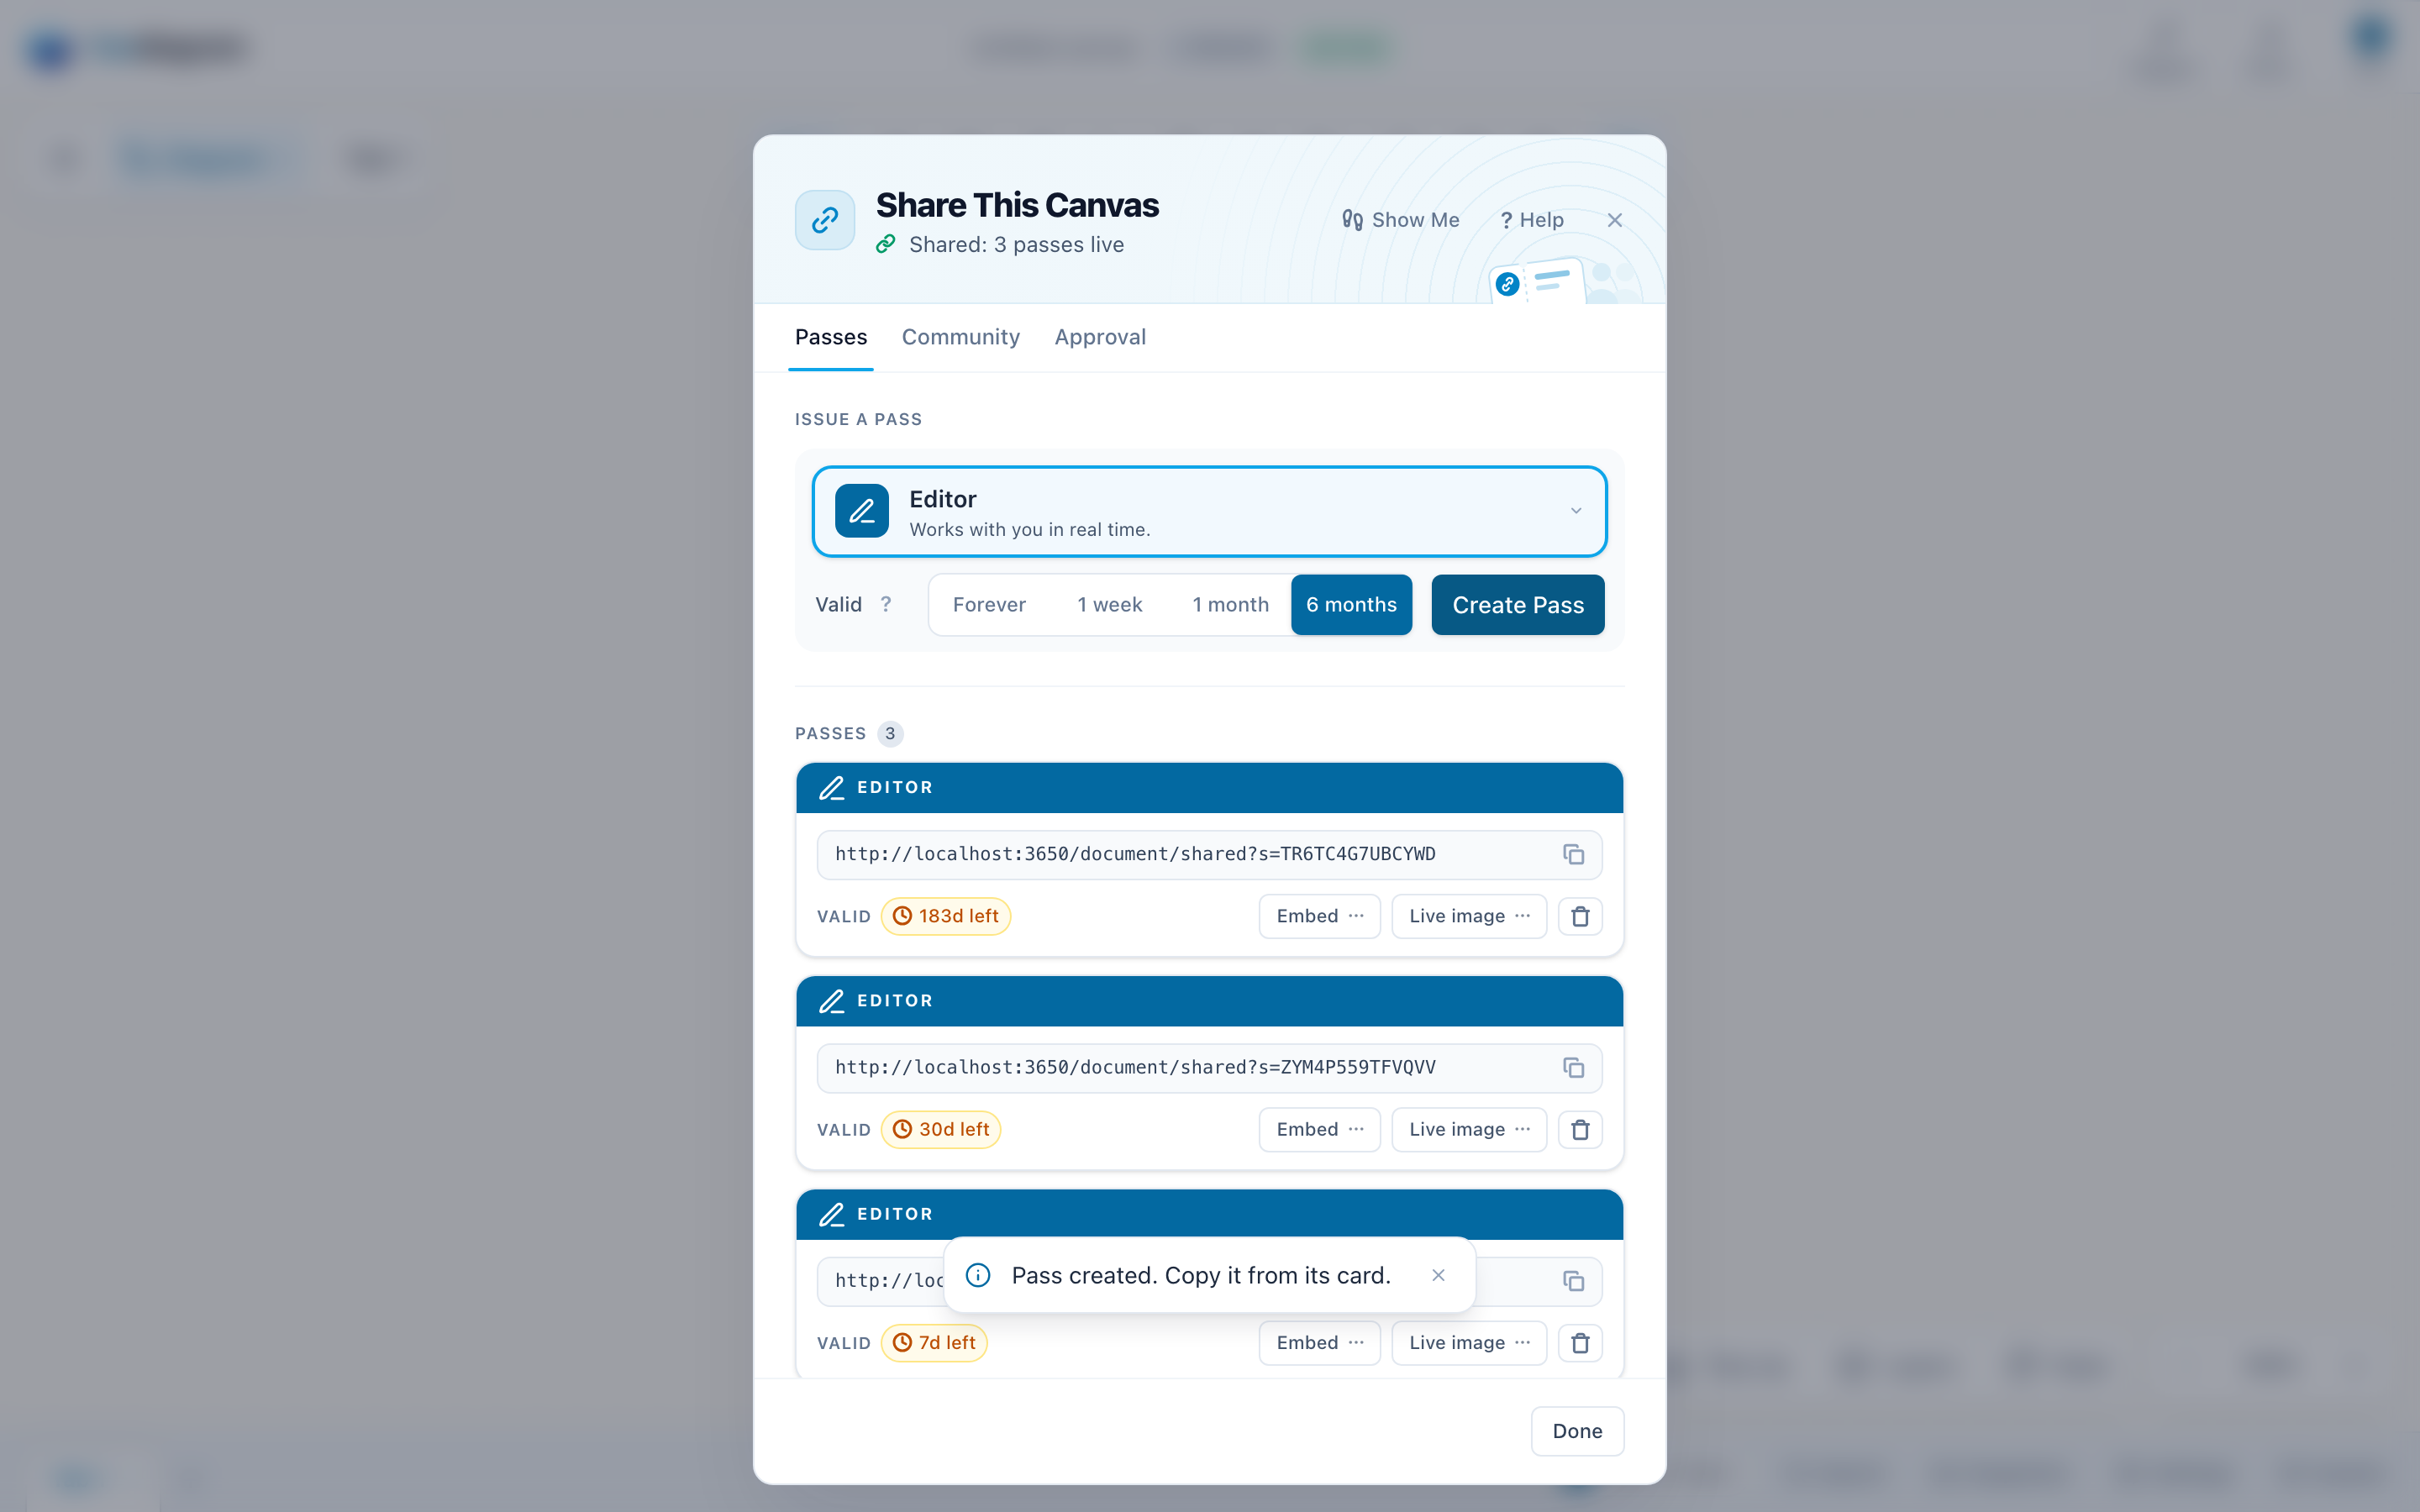 Share This Canvas
Shared: 3 passes live
Show Me
? Help
Passes
Community
Approval
ISSUE A PASS
Editor
Works with you in real time.
Valid ?
Forever
1 week
1 month
6 months
Create Pass
PASSES 3
EDITOR
http://localhost:3650/document/shared?s=TR6TC4G7UBCYWD
VALID 183d left
Embed ···
Live image ···
EDITOR
http://localhost:3650/document/shared?s=ZYM4P559TFVQVV
VALID 30d left
Embed ···
Live image ···
EDITOR
Pass created. Copy it from its card.
VALID 7d left
Embed ···
Live image ···
Done